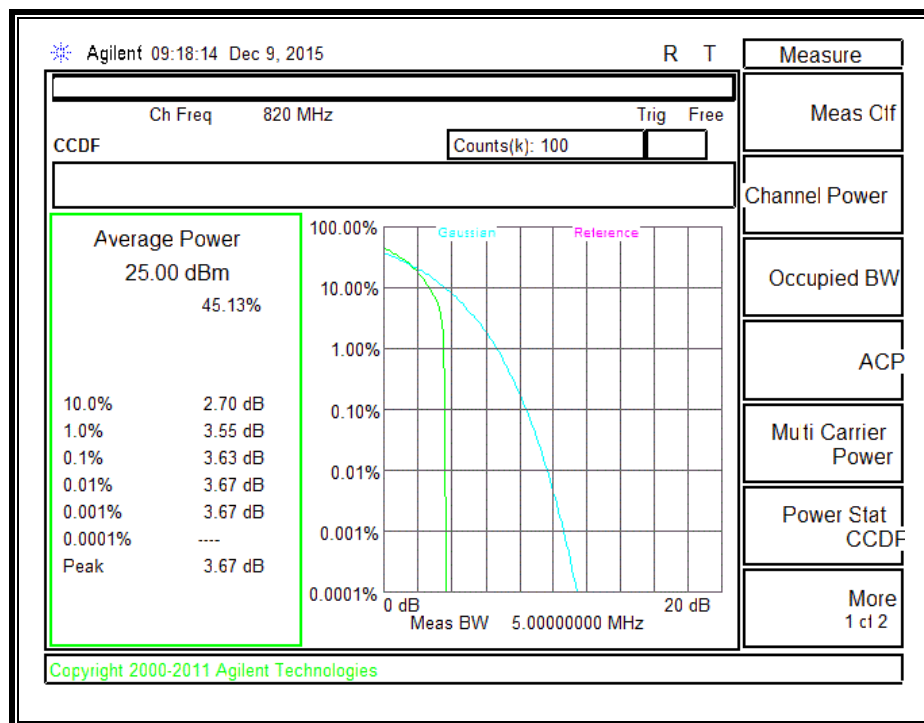 Agilent 09:18:14 Dec 9, 2015 R T
Ch Freq 820 MHz Trig Free
CCDF Counts(k): 100
Average Power
25.00 dBm
45.13%
10.0% 2.70 dB
1.0% 3.55 dB
0.1% 3.63 dB
0.01% 3.67 dB
0.001% 3.67 dB
0.0001% ----
Peak 3.67 dB
Gaussian Reference
100.00%
10.00%
1.00%
0.10%
0.01%
0.001%
0.0001%
0 dB 20 dB
Meas BW 5.00000000 MHz
Measure
Meas Off
Channel Power
Occupied BW
ACP
Multi Carrier
Power
Power Stat
CCDF
More
1 of 2
Copyright 2000-2011 Agilent Technologies